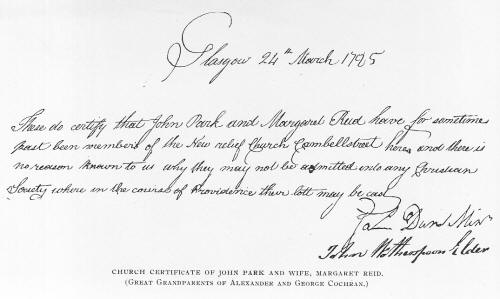 Glasgow 24th March 1795
These do certify that John Park and Margaret Reid have for sometime
past been members of the New relief Church Cambellstreet here and there is
no reason known to us why they may not be admitted into any Christian
Society where in the course of Providence their lott may be cast
Dun Minr
John Wotherspoon Elder
CHURCH CERTIFICATE OF JOHN PARK AND WIFE, MARGARET REID.
(GREAT GRANDPARENTS OF ALEXANDER AND GEORGE COCHRAN.)